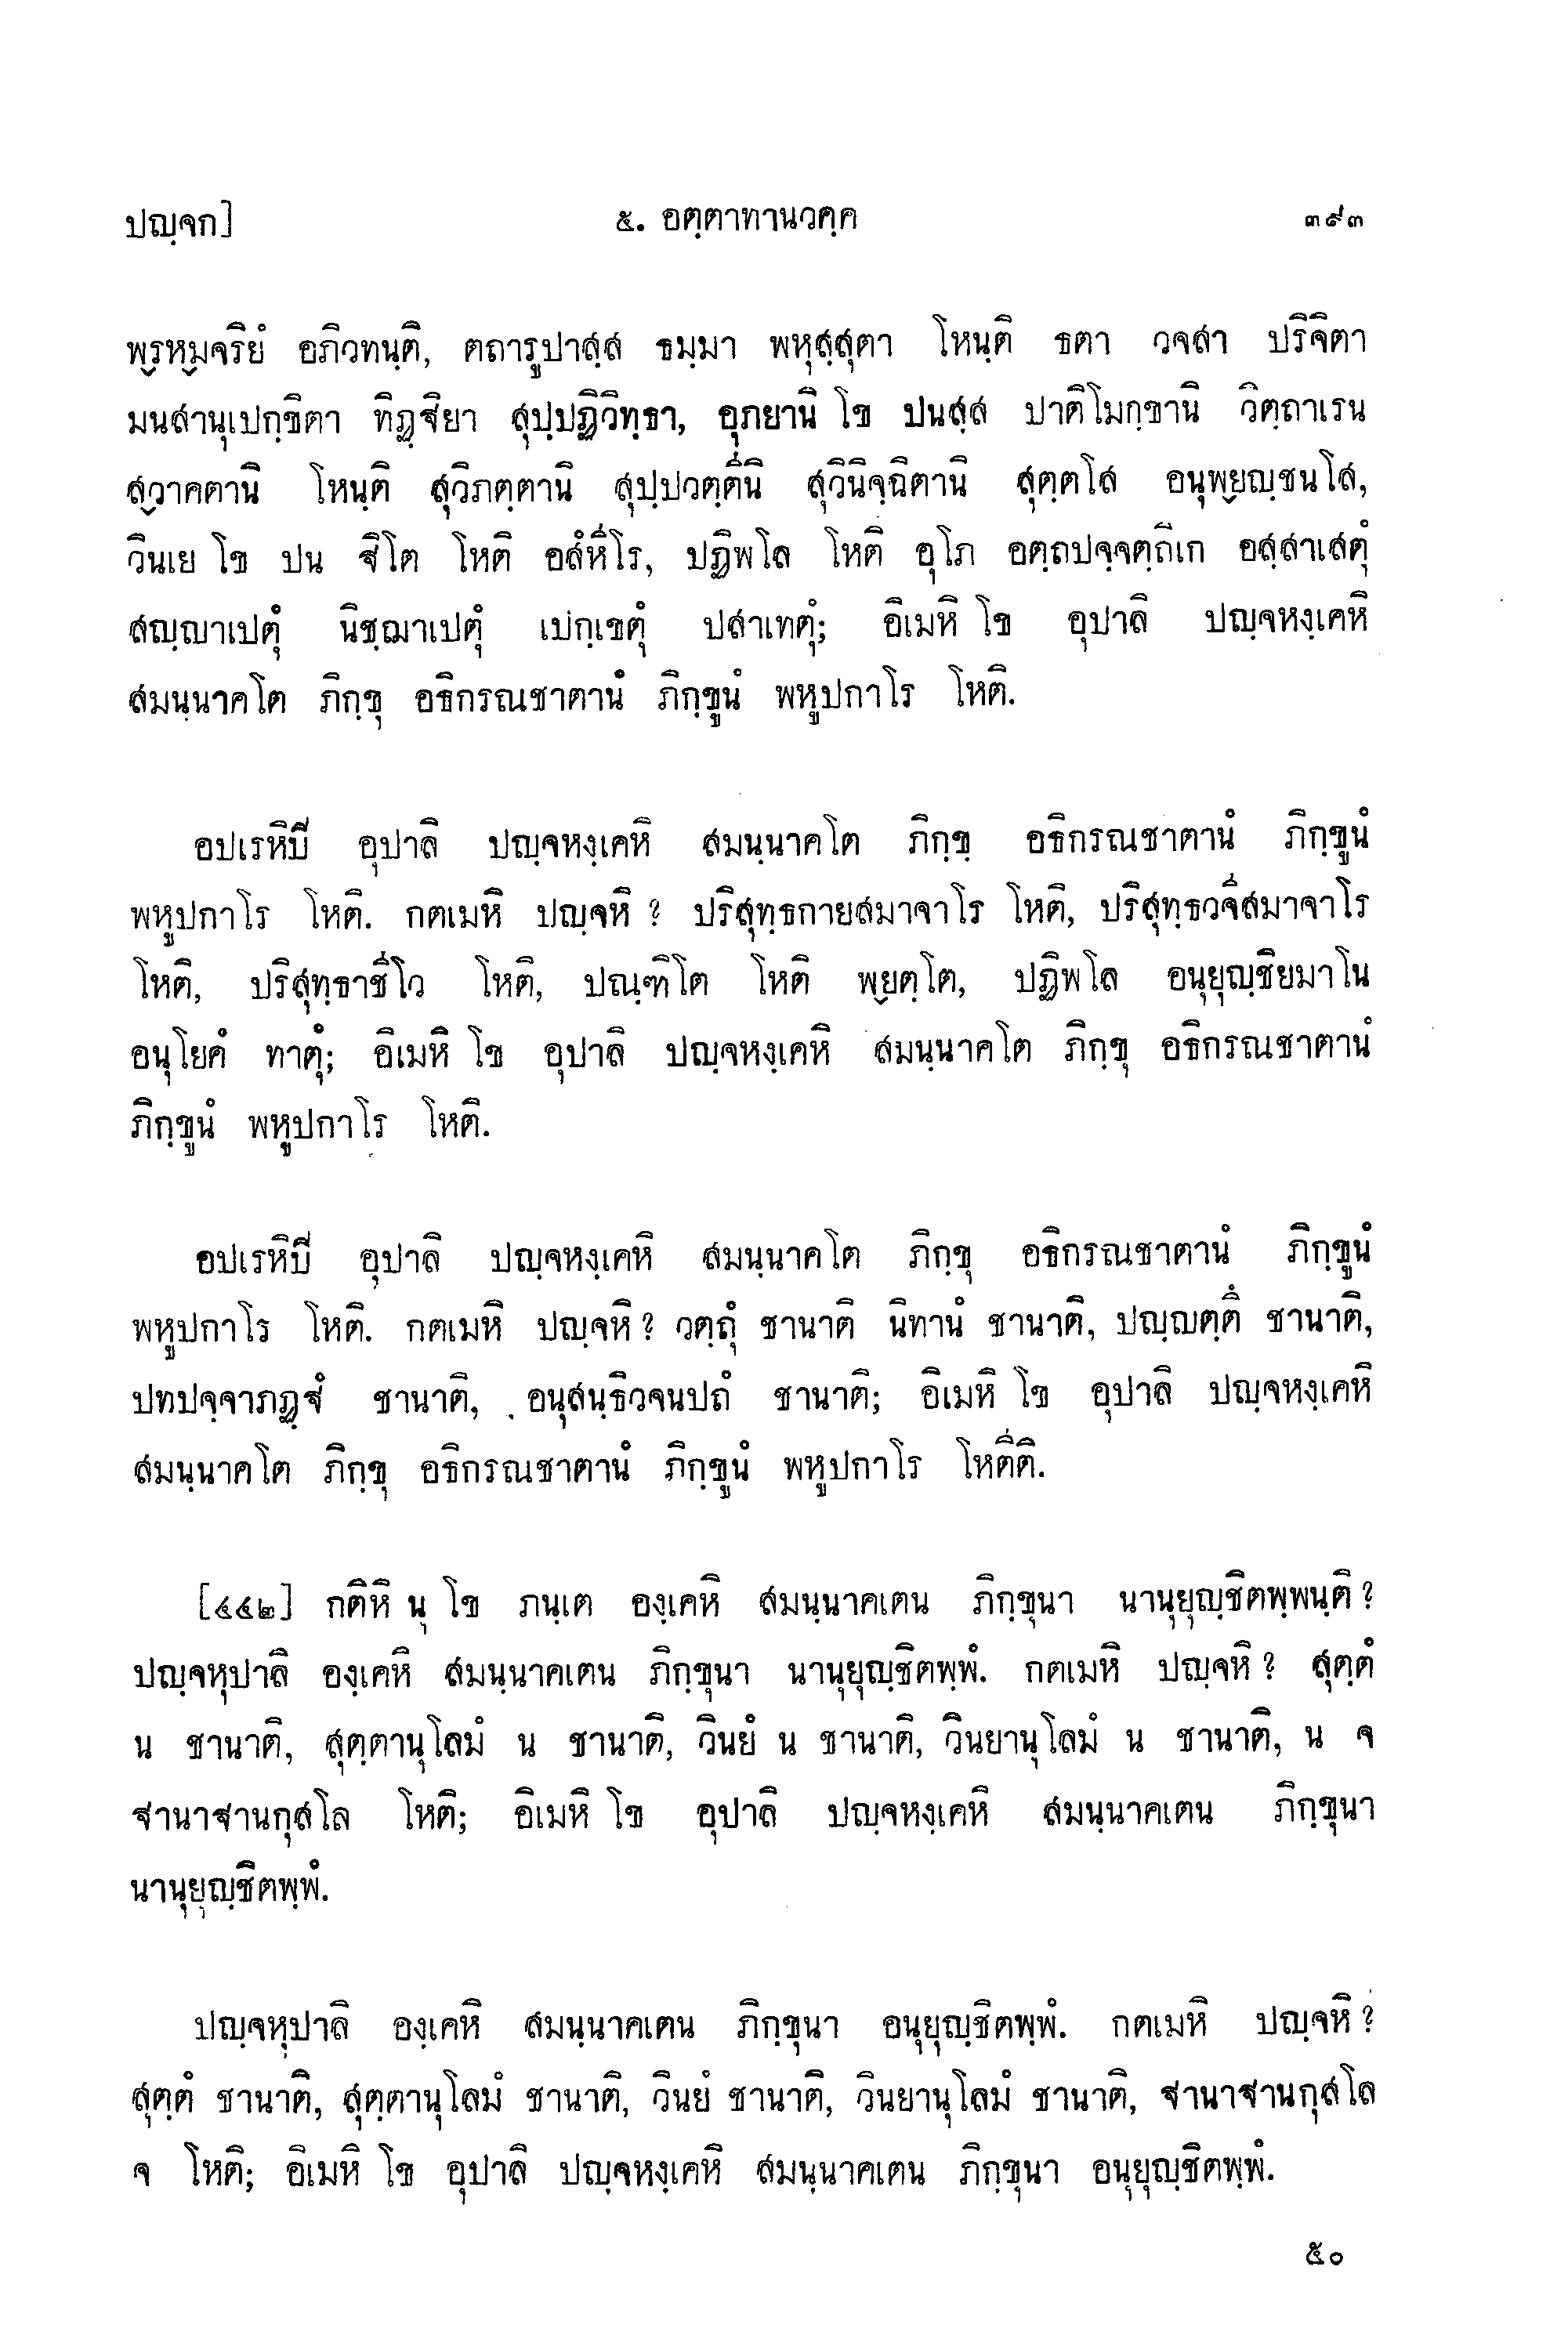 ปญฺจก] ๕. อตฺตาทานวคฺค ๓๙๓
พฺรหฺมจริยํ อภิวทนฺติ, ตถารูปาสฺส ธมฺมา พหุสฺสุตา โหนฺติ ธตา วจสา ปริจิตา
มนสานุเปกฺขิตา ทิฏฺฐิยา สุปฺปฏิวิทฺธา, อุภยานิ โข ปนสฺส ปาติโมกฺขานิ วิตฺถาเรน
สฺวาคตานิ โหนฺติ สุวิภตฺตานิ สุปฺปวตฺตีนิ สุวินิจฺฉิตานิ สุตฺตโส อนุพฺยญฺชนโส,
วินเย โข ปน ฐิโต โหติ อสํหีโร, ปฏิพโล โหติ อุโภ อตฺถปจฺจตฺถิเก อสฺสาเสตุํ
สญฺญาเปตุํ นิชฺฌาเปตุํ เปกฺเขตุํ ปสาเทตุํ; อิเมหิ โข อุปาลิ ปญฺจหงฺเคหิ
สมนฺนาคโต ภิกฺขุ อธิกรณชาตานํ ภิกฺขูนํ พหูปกาโร โหติ.
อปเรหิปี อุปาลิ ปญฺจหงฺเคหิ สมนฺนาคโต ภิกฺขุ อธิกรณชาตานํ ภิกฺขูนํ
พหูปกาโร โหติ. กตเมหิ ปญฺจหิ ? ปริสุทฺธกายสมาจาโร โหติ, ปริสุทฺธวจีสมาจาโร
โหติ, ปริสุทฺธาชีโว โหติ, ปณฺฑิโต โหติ พฺยตฺโต, ปฏิพโล อนุยุญฺชิยมาโน
อนุโยคํ ทาตุํ; อิเมหิ โข อุปาลิ ปญฺจหงฺเคหิ สมนฺนาคโต ภิกฺขุ อธิกรณชาตานํ
ภิกฺขูนํ พหูปกาโร โหติ.
อปเรหิปี อุปาลิ ปญฺจหงฺเคหิ สมนฺนาคโต ภิกฺขุ อธิกรณชาตานํ ภิกฺขูนํ
พหูปกาโร โหติ. กตเมหิ ปญฺจหิ ? วตฺถุํ ชานาติ นิทานํ ชานาติ, ปญฺญตฺตึ ชานาติ,
ปทปจฺจาภฏฺฐํ ชานาติ, อนุสนฺธิวจนปถํ ชานาติ; อิเมหิ โข อุปาลิ ปญฺจหงฺเคหิ
สมนฺนาคโต ภิกฺขุ อธิกรณชาตานํ ภิกฺขูนํ พหูปกาโร โหตีติ.
[๔๔๒] กตีหิ นุ โข ภนฺเต องฺเคหิ สมนฺนาคเตน ภิกฺขุนา นานุยุญฺชิตพฺพนฺติ ?
ปญฺจหุปาลิ องฺเคหิ สมนฺนาคเตน ภิกฺขุนา นานุยุญฺชิตพฺพํ. กตเมหิ ปญฺจหิ ? สุตฺตํ
น ชานาติ, สุตฺตานุโลมํ น ชานาติ, วินยํ น ชานาติ, วินยานุโลมํ น ชานาติ, น จ
ฐานาฐานกุสโล โหติ; อิเมหิ โข อุปาลิ ปญฺจหงฺเคหิ สมนฺนาคเตน ภิกฺขุนา
นานุยุญฺชิตพฺพํ.
ปญฺจหุปาลิ องฺเคหิ สมนฺนาคเตน ภิกฺขุนา อนุยุญฺชิตพฺพํ. กตเมหิ ปญฺจหิ ?
สุตฺตํ ชานาติ, สุตฺตานุโลมํ ชานาติ, วินยํ ชานาติ, วินยานุโลมํ ชานาติ, ฐานาฐานกุสโล
จ โหติ; อิเมหิ โข อุปาลิ ปญฺจหงฺเคหิ สมนฺนาคเตน ภิกฺขุนา อนุยุญฺชิตพฺพํ.
๕๐